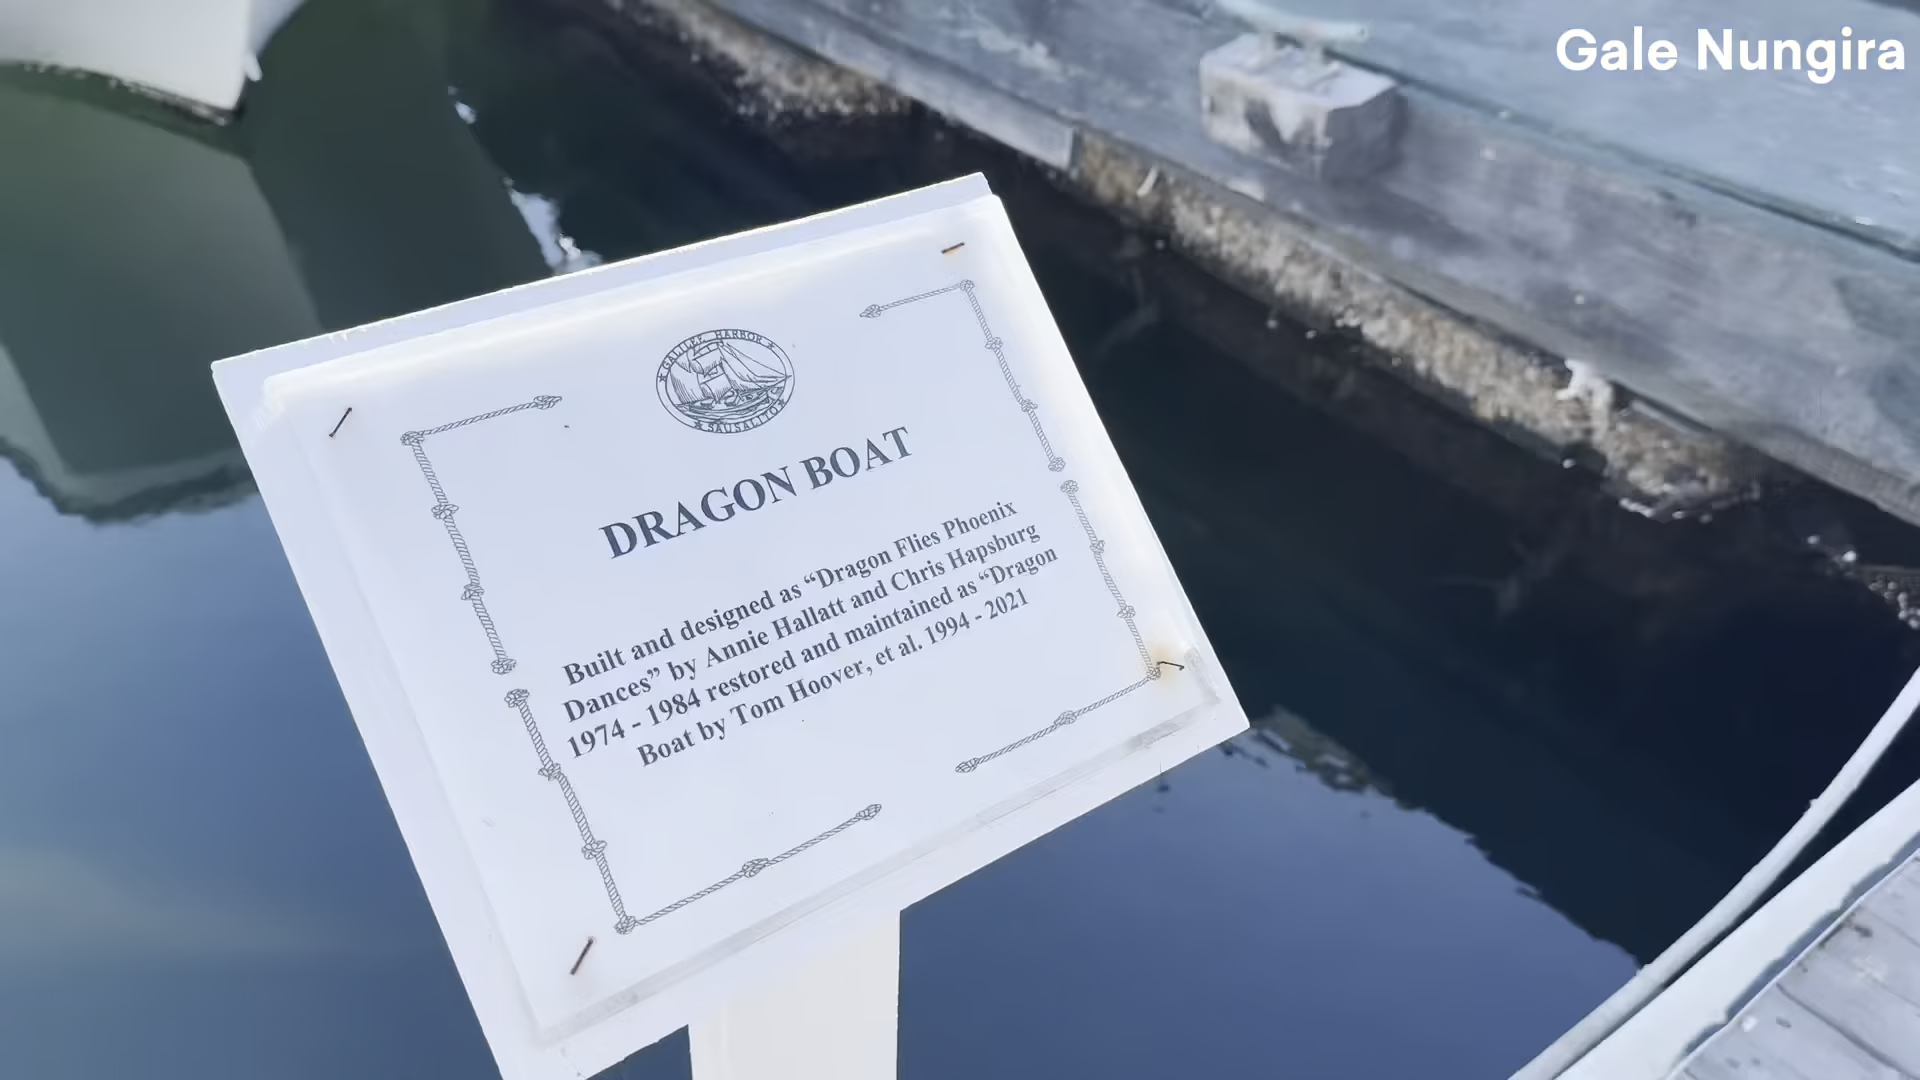 Gale Nungira
GALILEE HARBOR
SAUSALITO
DRAGON BOAT
Built and designed as “Dragon Flies Phoenix
Dances” by Annie Hallatt and Chris Hapsburg
1974 - 1984 restored and maintained as “Dragon
Boat by Tom Hoover, et al. 1994 - 2021